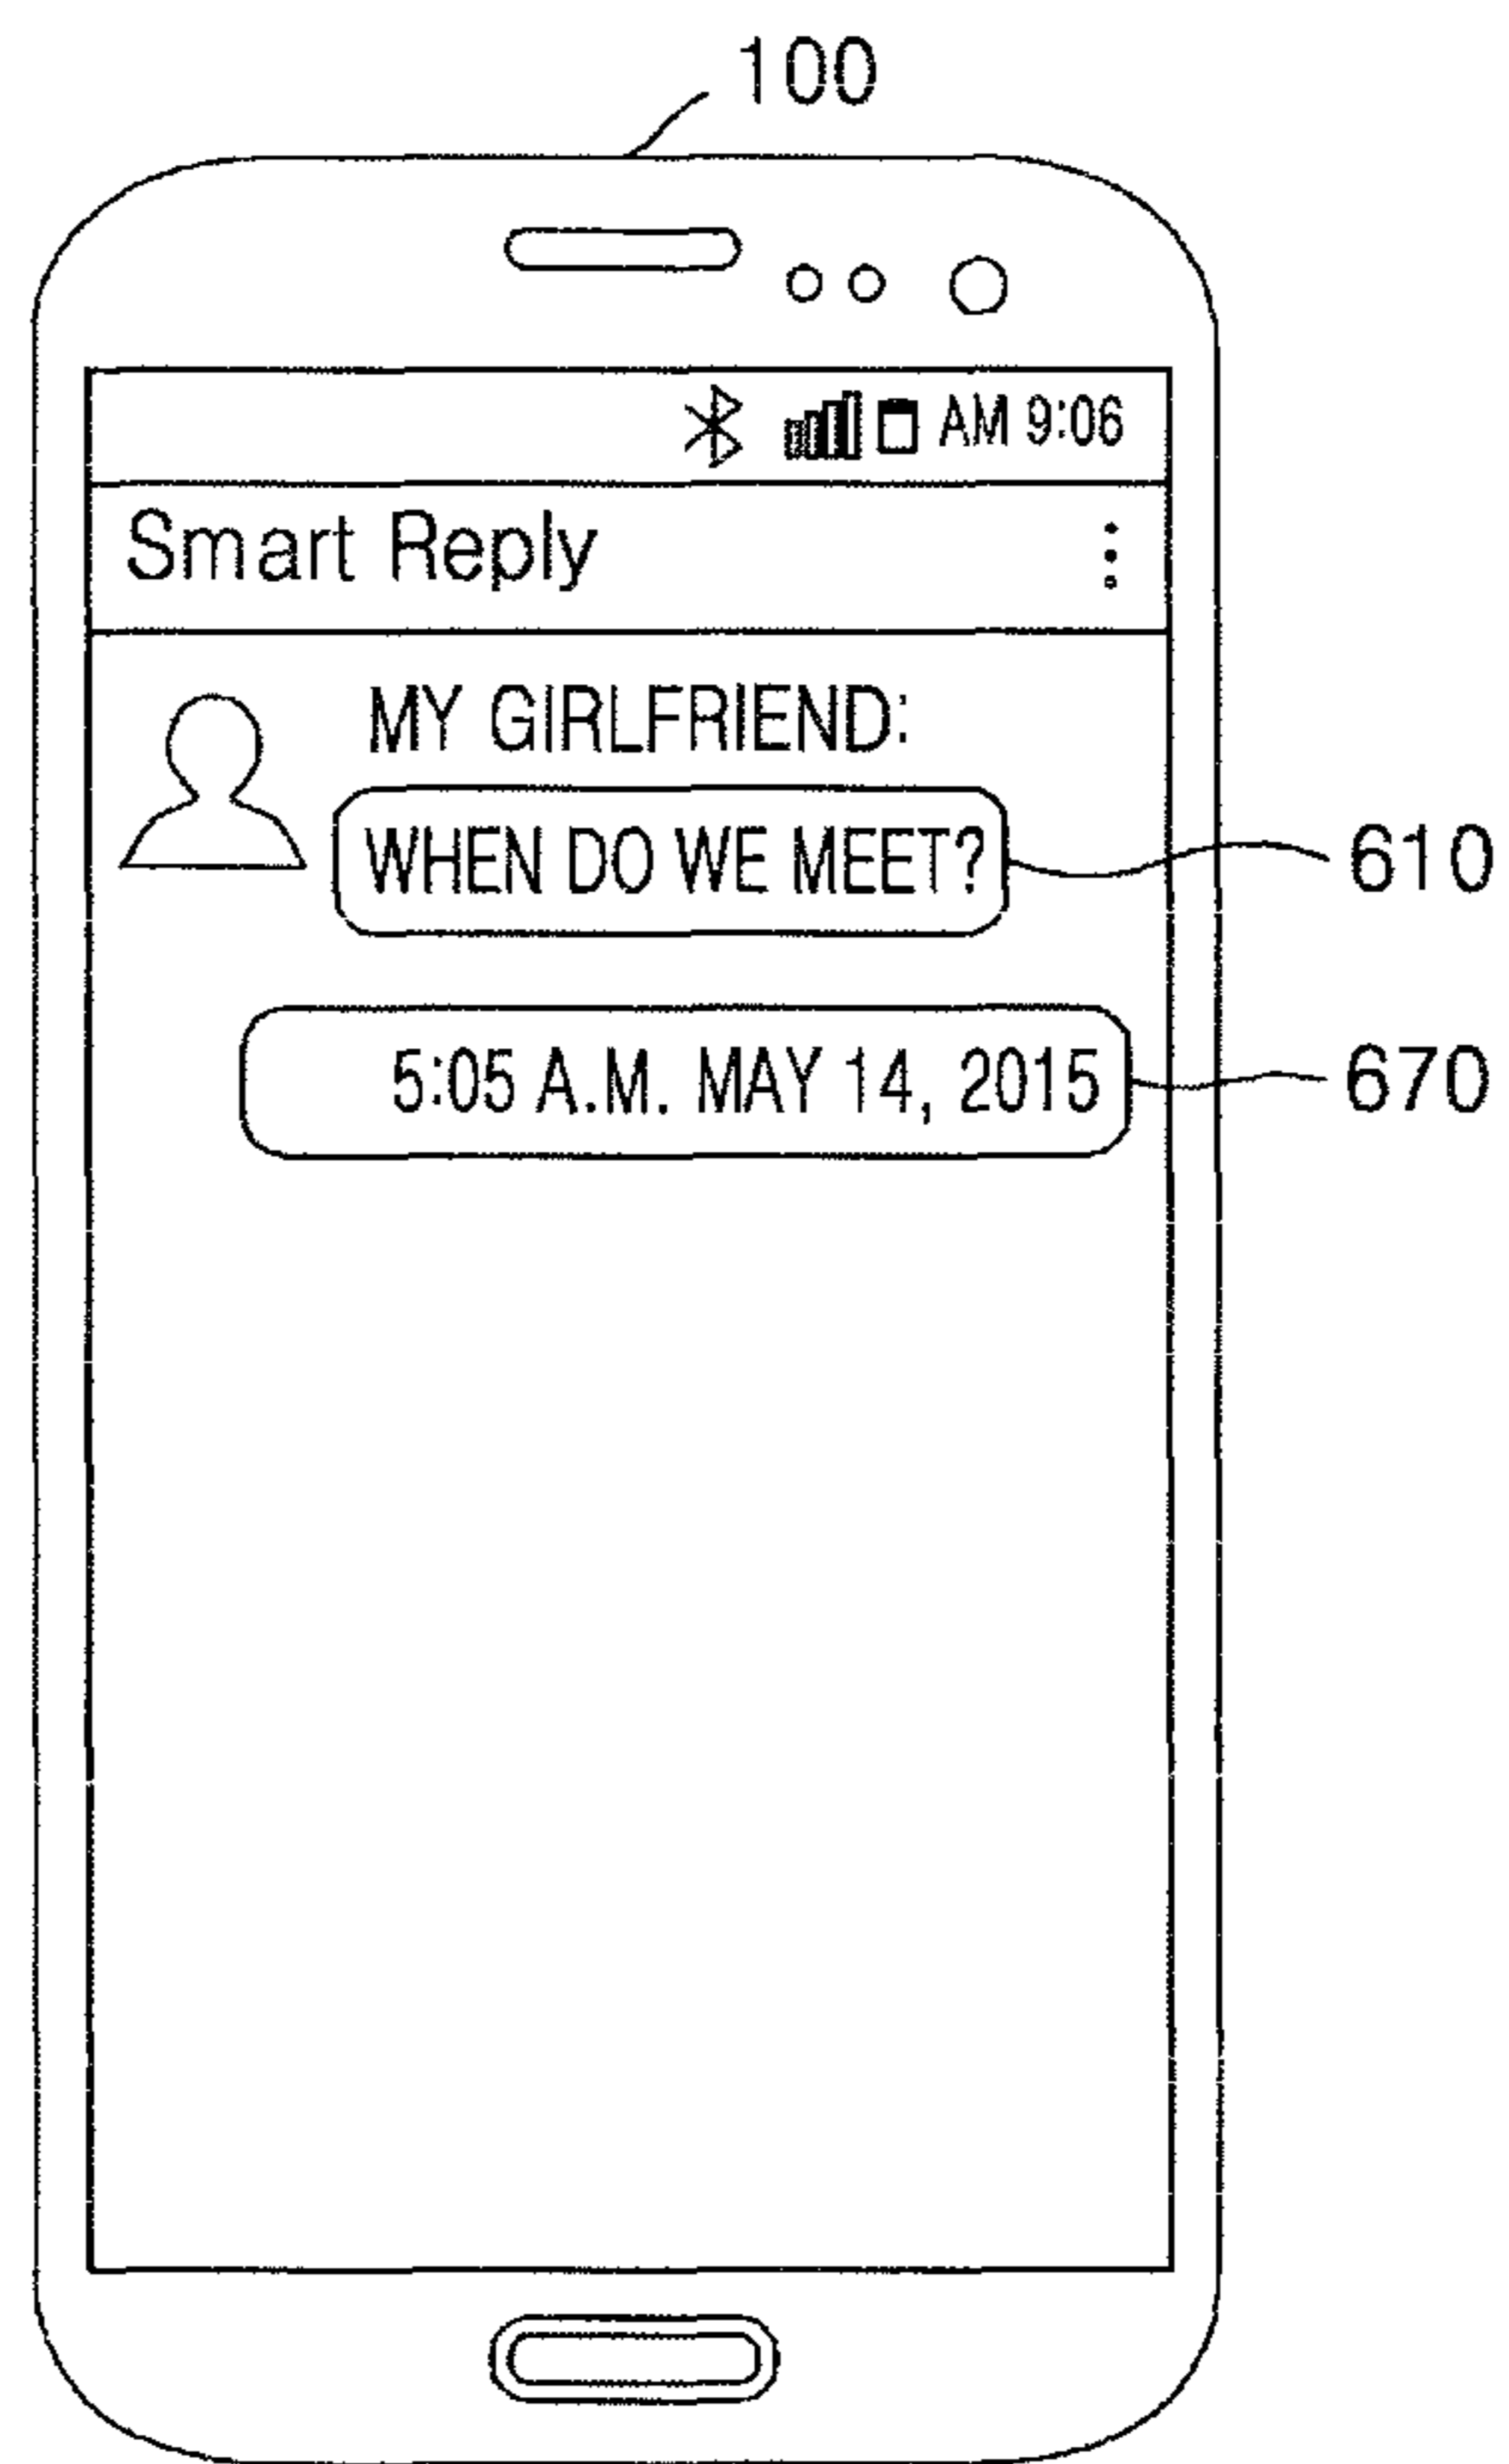 100
AM 9:06
Smart Reply
MY GIRLFRIEND:
WHEN DO WE MEET?
610
5:05 A.M. MAY 14, 2015
670